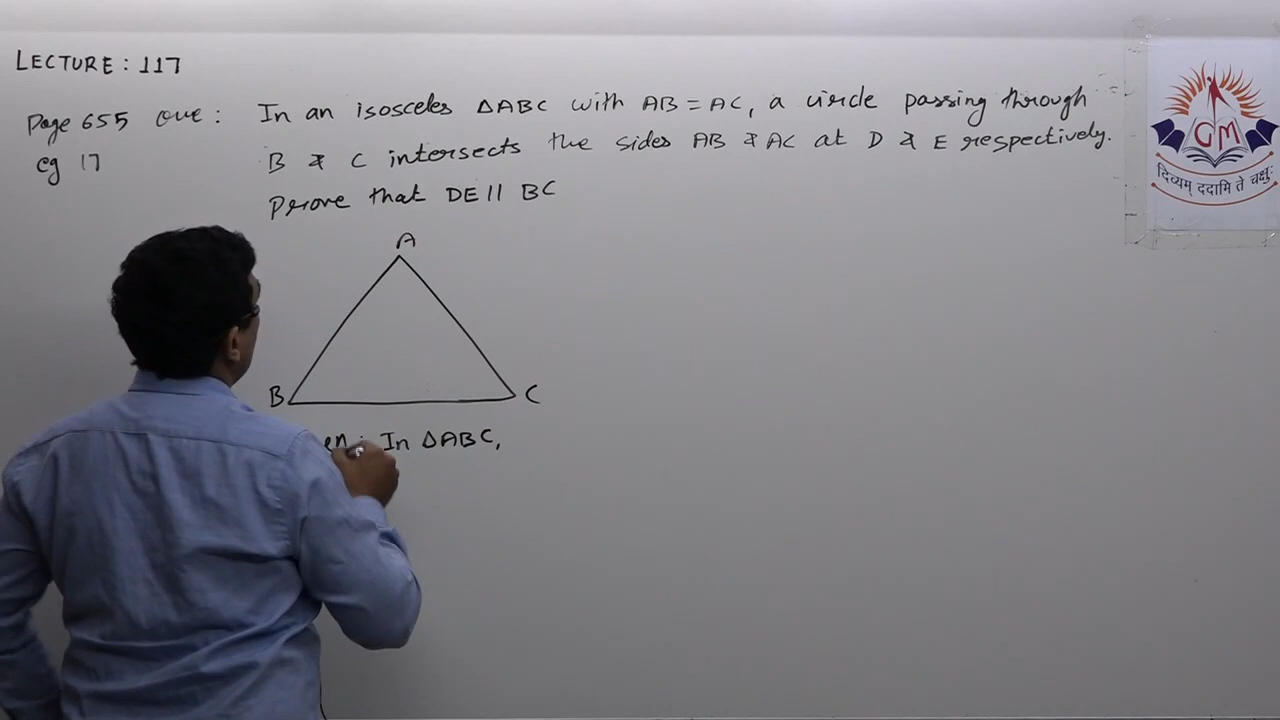 LECTURE: 117
Page 655 que: In an isosceles ΔABC with AB = AC, a circle passing through
eg 17 B & C intersects the sides AB & AC at D & E respectively.
Prove that DE || BC
A
B C
en: In ΔABC,
GM
दिव्यम् ददामि ते चक्षुः